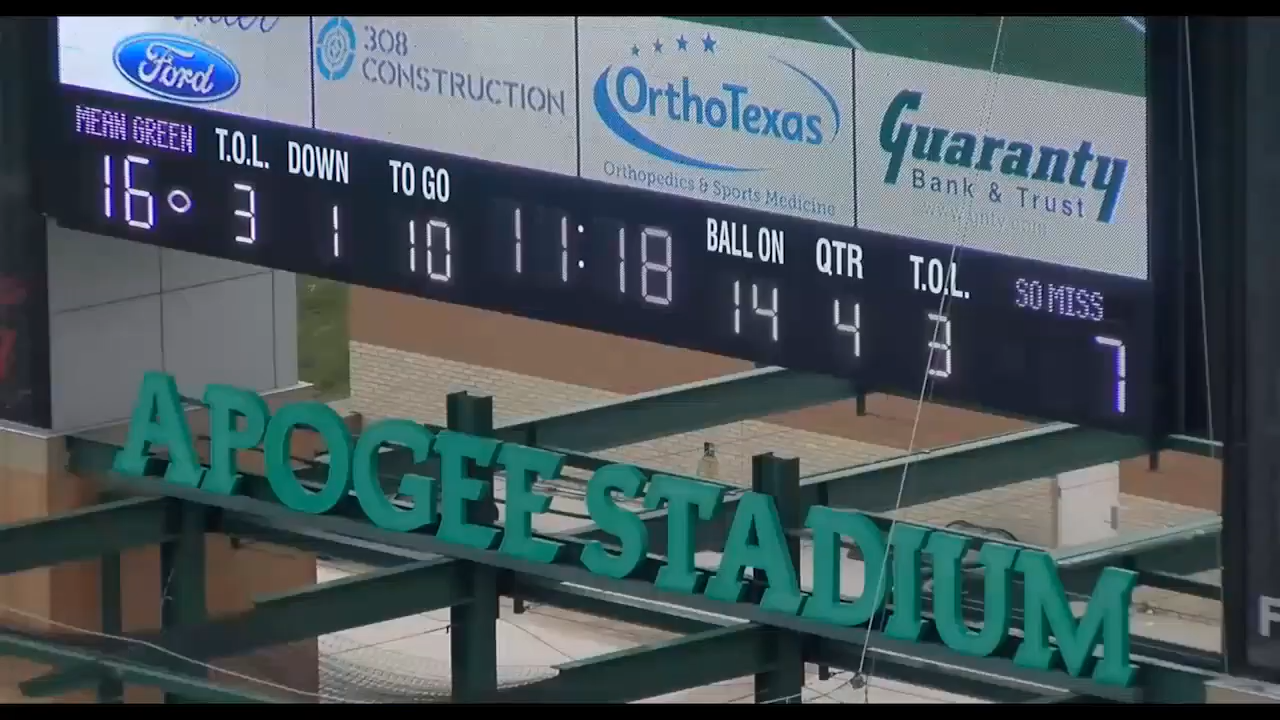 Ford
308
CONSTRUCTION
OrthoTexas
Orthopedics & Sports Medicine
Guaranty
Bank & Trust
MEAN GREEN T.O.L. DOWN TO GO BALL ON QTR T.O.L. SO MISS
16 3 1 10 11:18 14 4 3 7
APOGEE STADIUM